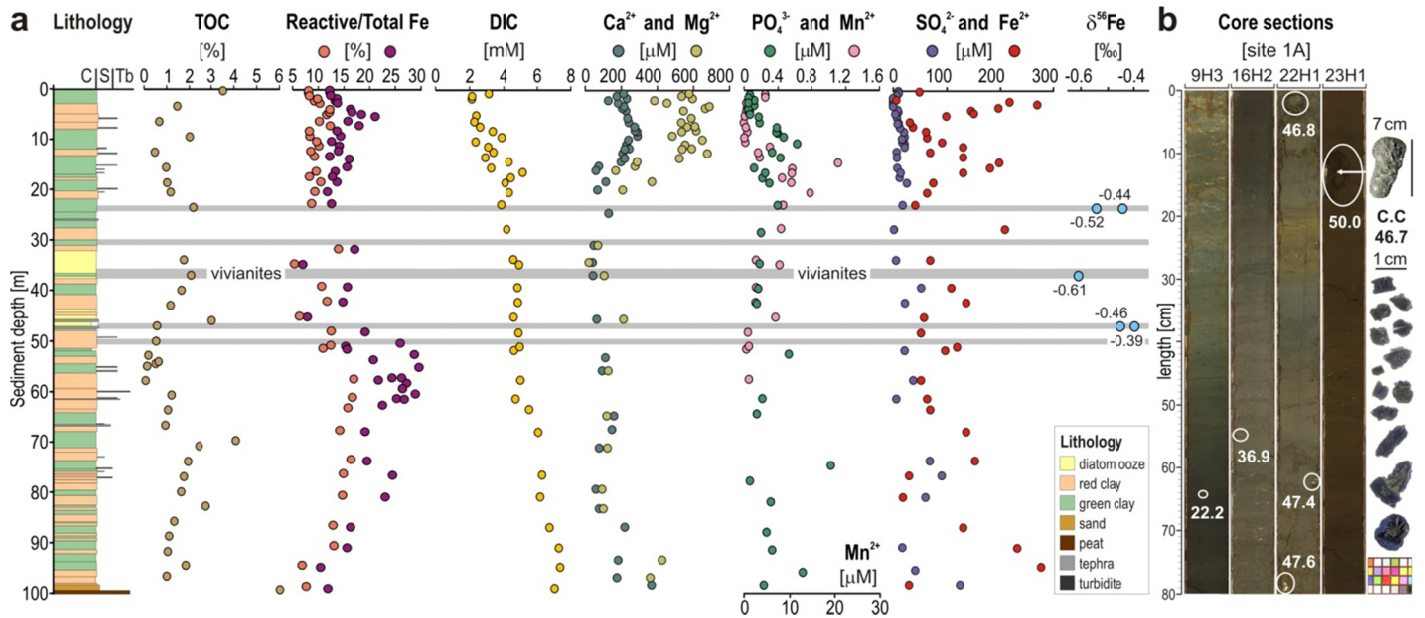 a
Lithology
C|S|Tb
TOC
[%]
0 1 2 3 4 5 6
Reactive/Total Fe
[%]
5 10 15 20 25 30
DIC
[mM]
0 2 4 6 8
Ca²⁺ and Mg²⁺
[μM]
0 200 400 600 800
PO₄³⁻ and Mn²⁺
[μM]
0 0.4 0.8 1.2 1.6
SO₄²⁻ and Fe²⁺
[μM]
0 100 200 300
δ⁵⁶Fe
[‰]
-0.6 -0.4
Sediment depth [m]
0
10
20
30
40
50
60
70
80
90
100
vivianites
vivianites
-0.44
-0.52
-0.61
-0.46
-0.39
Mn²⁺
[μM]
0 10 20 30
Lithology
diatom ooze
red clay
green clay
sand
peat
tephra
turbidite
b
Core sections
[site 1A]
9H3 16H2 22H1 23H1
length [cm]
0
10
20
30
40
50
60
70
80
22.2
36.9
46.8
47.4
47.6
50.0
7 cm
C.C
46.7
1 cm